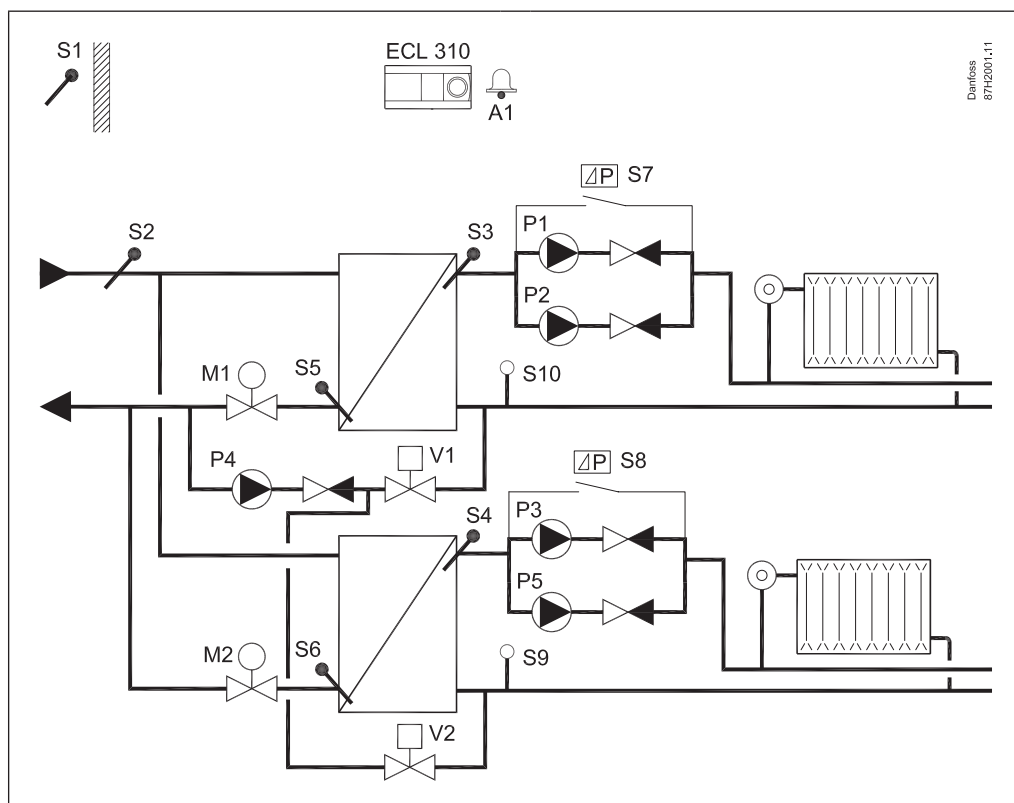 S1
ECL 310
A1
Danfoss
87H2001.11
⊿P S7
S2
S3
P1
P2
M1
S5
S10
P4
V1
⊿P S8
S4
P3
P5
M2
S6
S9
V2